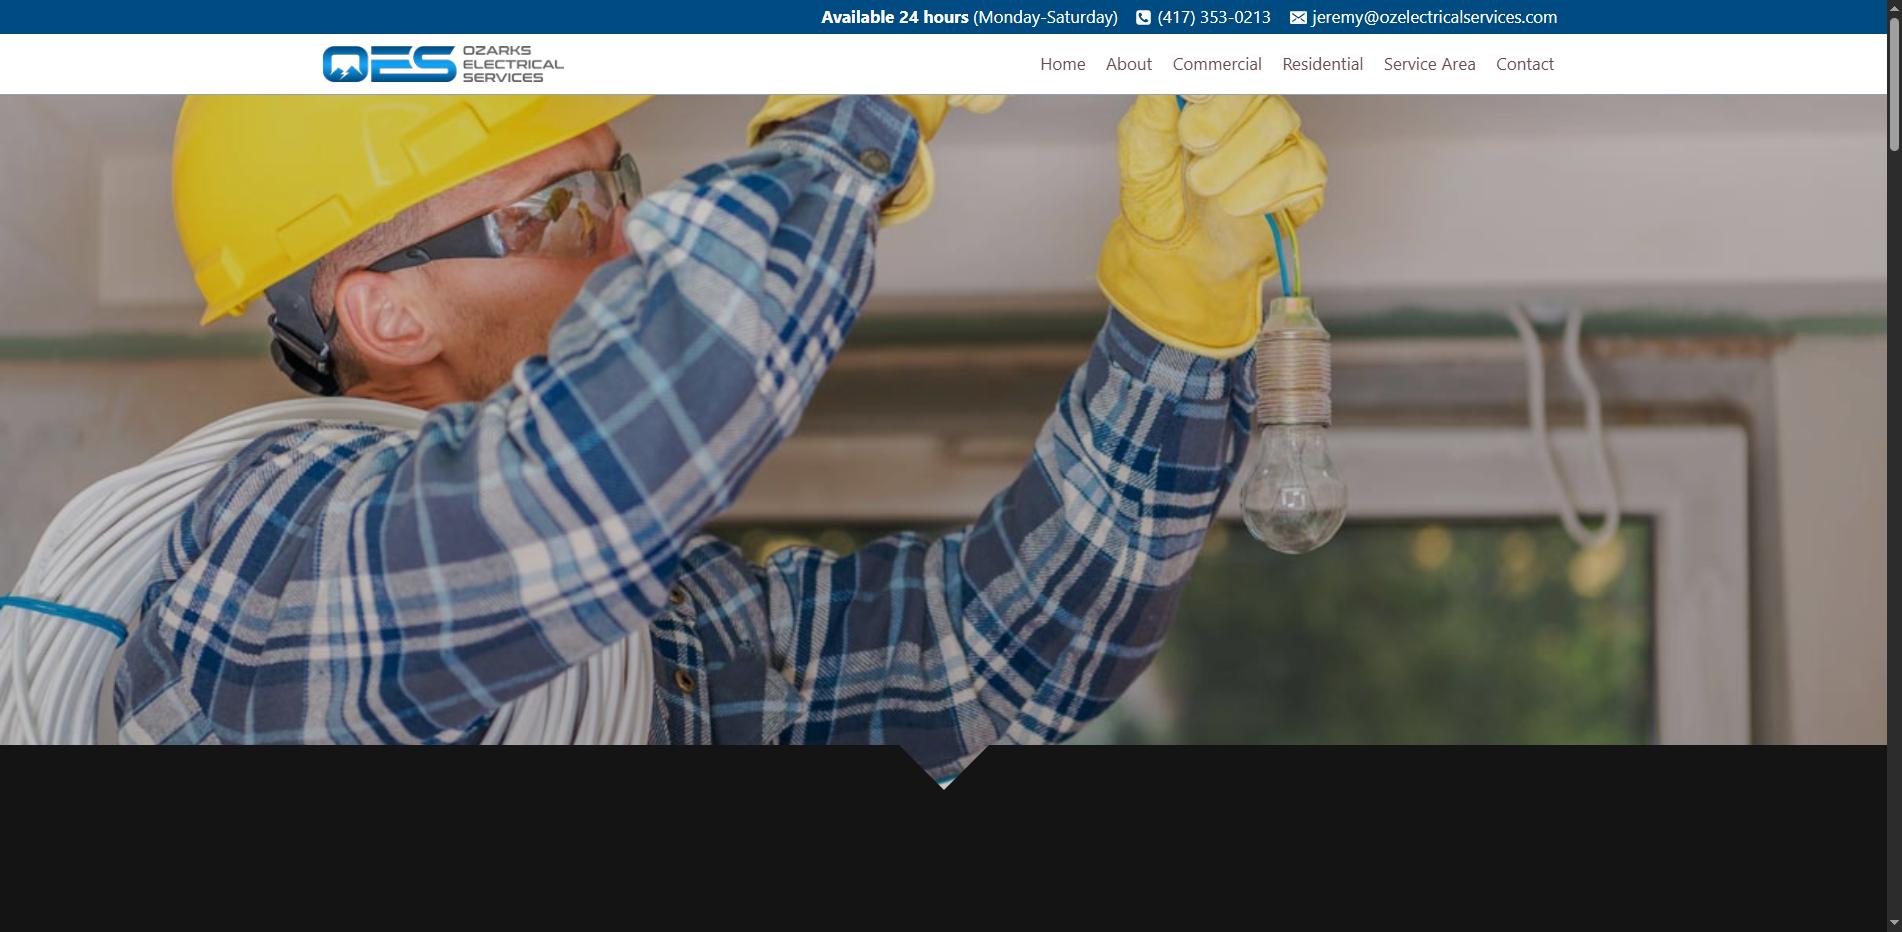 Available 24 hours (Monday-Saturday) (417) 353-0213 jeremy@ozelectricalservices.com
OES OZARKS
ELECTRICAL
SERVICES
Home About Commercial Residential Service Area Contact